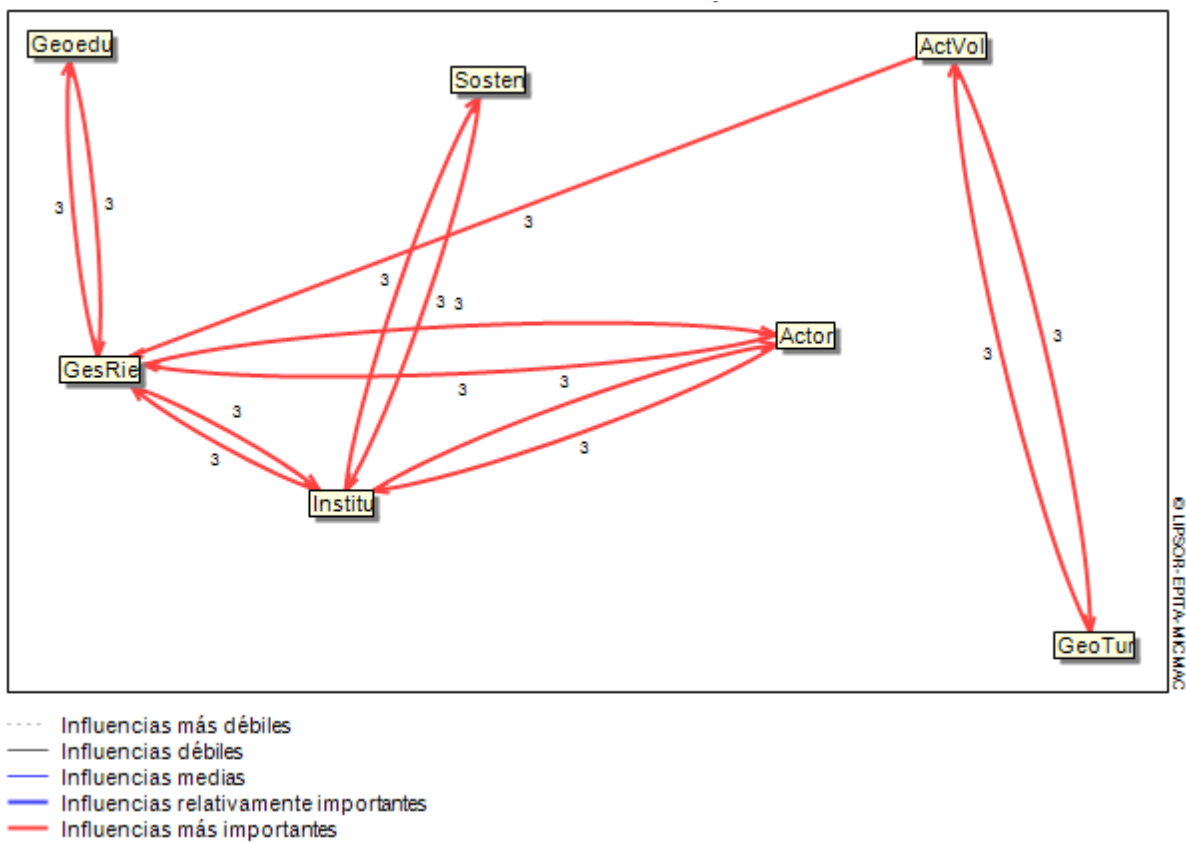 Geoedu
Sosten
ActVol
3
3
3
3
3 3
Actor
3
3
GesRie
3
3
3
3
3
Institu
GeoTur
© LIPSOR-EPITA-MICMAC
Influencias más débiles
Influencias débiles
Influencias medias
Influencias relativamente importantes
Influencias más importantes